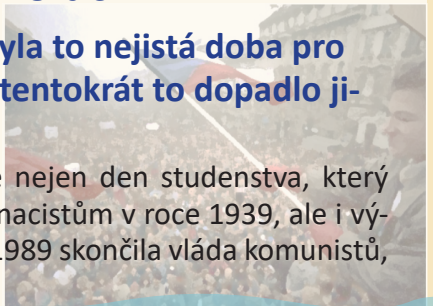 yla to nejistá doba pro
tentokrát to dopadlo ji-
nejen den studenstva, který
nacistům v roce 1939, ale i vý-
1989 skončila vláda komunistů,